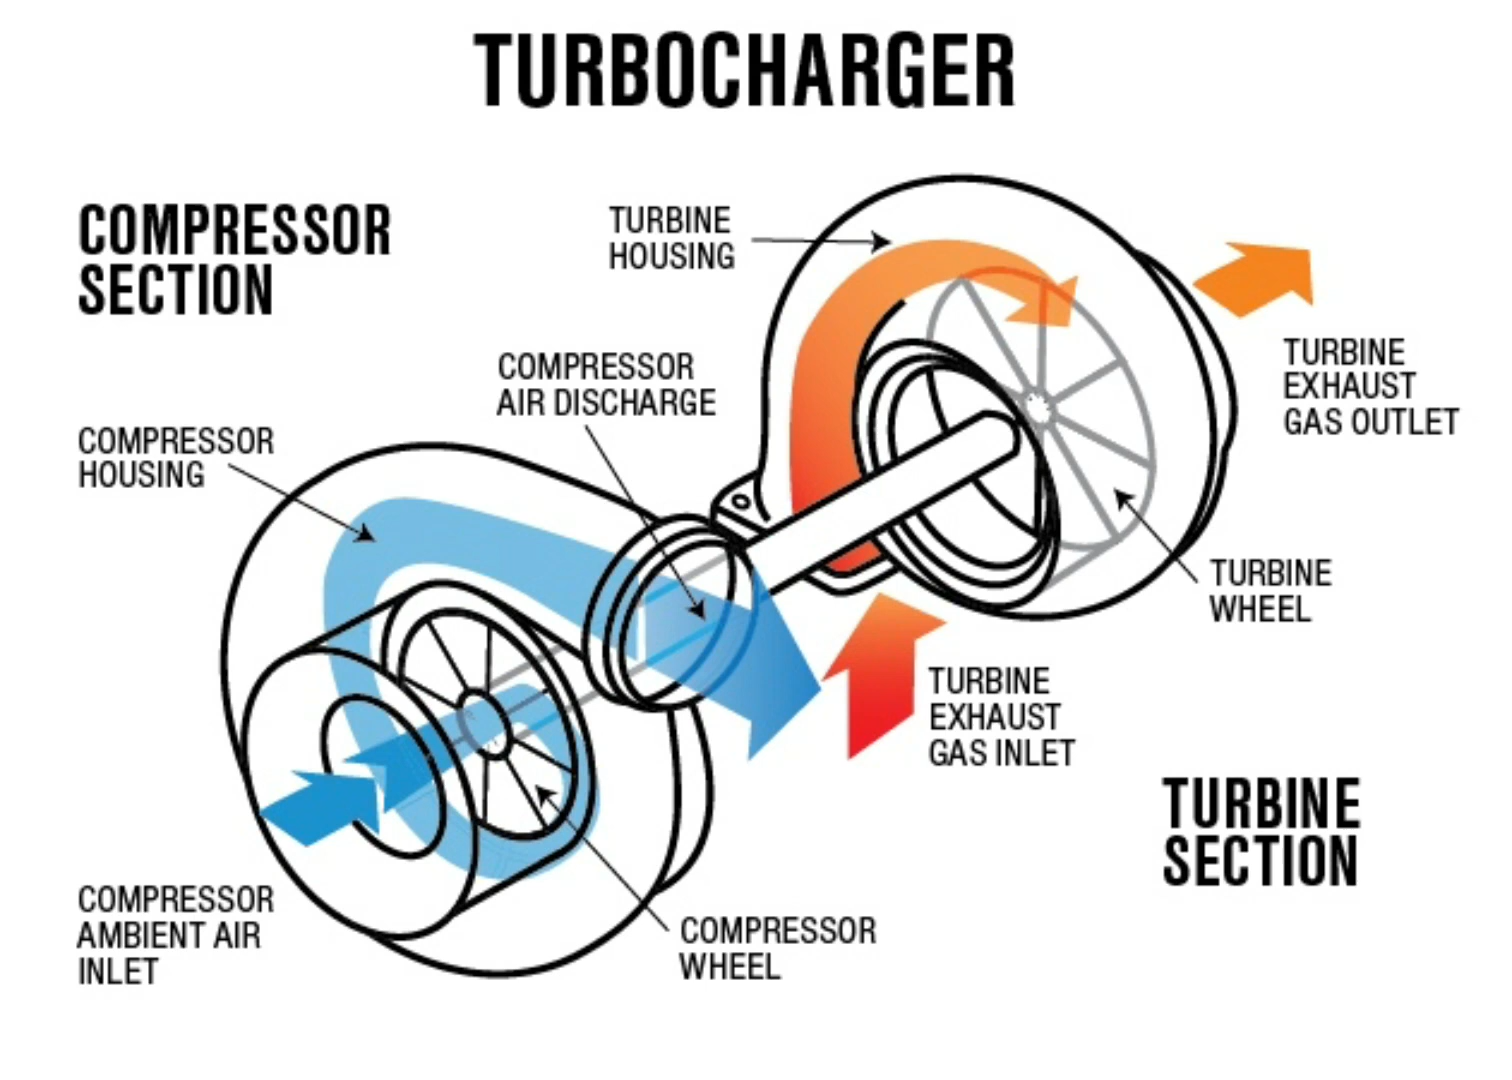 TURBOCHARGER
COMPRESSOR
SECTION
TURBINE
HOUSING
COMPRESSOR
AIR DISCHARGE
COMPRESSOR
HOUSING
TURBINE
EXHAUST
GAS OUTLET
TURBINE
WHEEL
TURBINE
EXHAUST
GAS INLET
TURBINE
SECTION
COMPRESSOR
AMBIENT AIR
INLET
COMPRESSOR
WHEEL